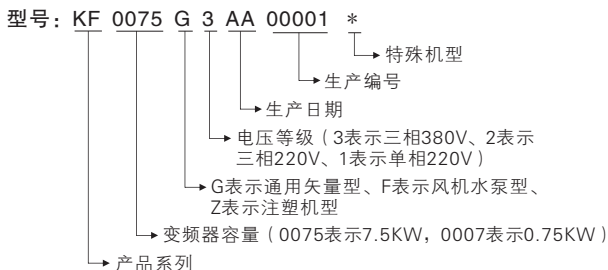 型号：KF 0075 G 3 AA 00001 *
特殊机型
生产编号
生产日期
电压等级（3表示三相380V、2表示
三相220V、1表示单相220V）
G表示通用矢量型、F表示风机水泵型、
Z表示注塑机型
变频器容量（0075表示7.5KW，0007表示0.75KW）
产品系列